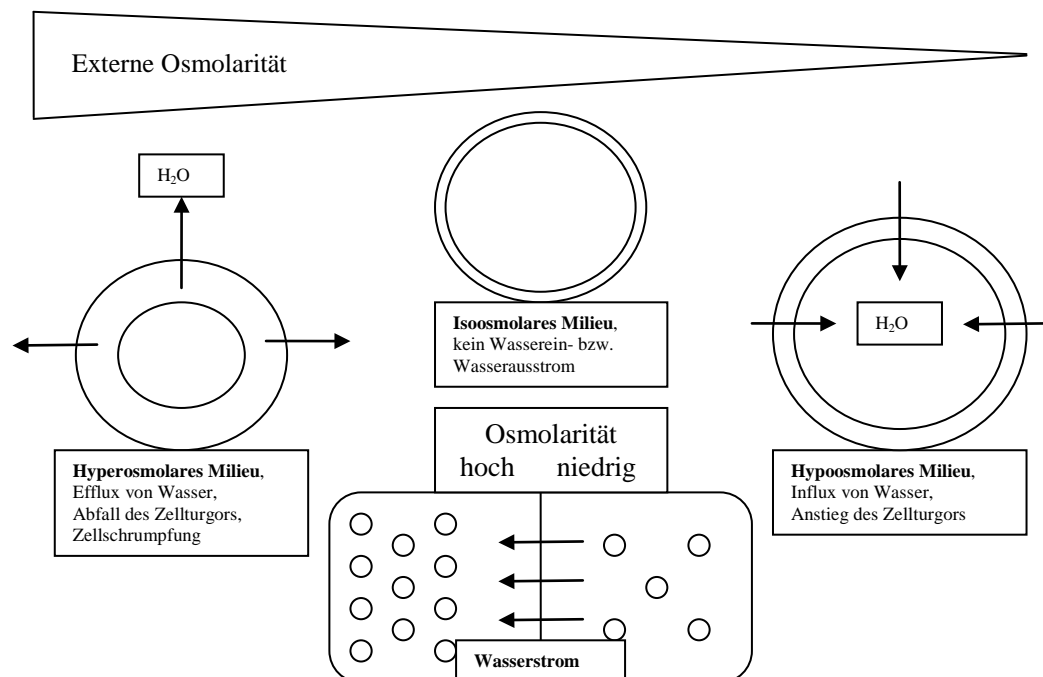 Externe Osmolarität
H₂O
Isoosmolares Milieu,
kein Wasserein- bzw.
Wasserausstrom
H₂O
Osmolarität
hoch niedrig
Hyperosmolares Milieu,
Efflux von Wasser,
Abfall des Zellturgors,
Zellschrumpfung
Hypoosmolares Milieu,
Influx von Wasser,
Anstieg des Zellturgors
Wasserstrom